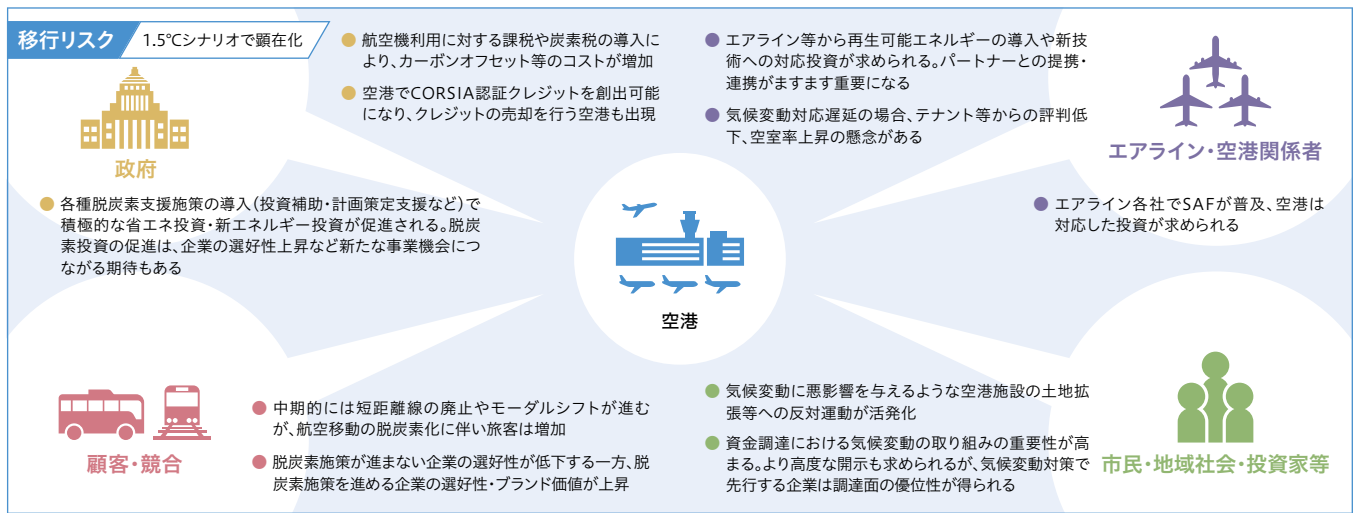 移行リスク 1.5℃シナリオで顕在化
政府
● 航空機利用に対する課税や炭素税の導入に
より、カーボンオフセット等のコストが増加
● 空港でCORSIA認証クレジットを創出可能
になり、クレジットの売却を行う空港も出現
● 各種脱炭素支援施策の導入（投資補助・計画策定支援など）で
積極的な省エネ投資・新エネルギー投資が促進される。脱炭
素投資の促進は、企業の選好性上昇など新たな事業機会につ
ながる期待もある
● エアライン等から再生可能エネルギーの導入や新技
術への対応投資が求められる。パートナーとの提携・
連携がますます重要になる
● 気候変動対応遅延の場合、テナント等からの評判低
下、空室率上昇の懸念がある
エアライン・空港関係者
● エアライン各社でSAFが普及、空港は
対応した投資が求められる
空港
顧客・競合
● 中期的には短距離線の廃止やモーダルシフトが進む
が、航空移動の脱炭素化に伴い旅客は増加
● 脱炭素施策が進まない企業の選好性が低下する一方、脱
炭素施策を進める企業の選好性・ブランド価値が上昇
● 気候変動に悪影響を与えるような空港施設の土地拡
張等への反対運動が活発化
● 資金調達における気候変動の取り組みの重要性が高
まる。より高度な開示も求められるが、気候変動対策で
先行する企業は調達面の優位性が得られる
市民・地域社会・投資家等